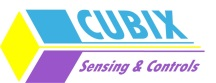 CUBIX
Sensing & Controls